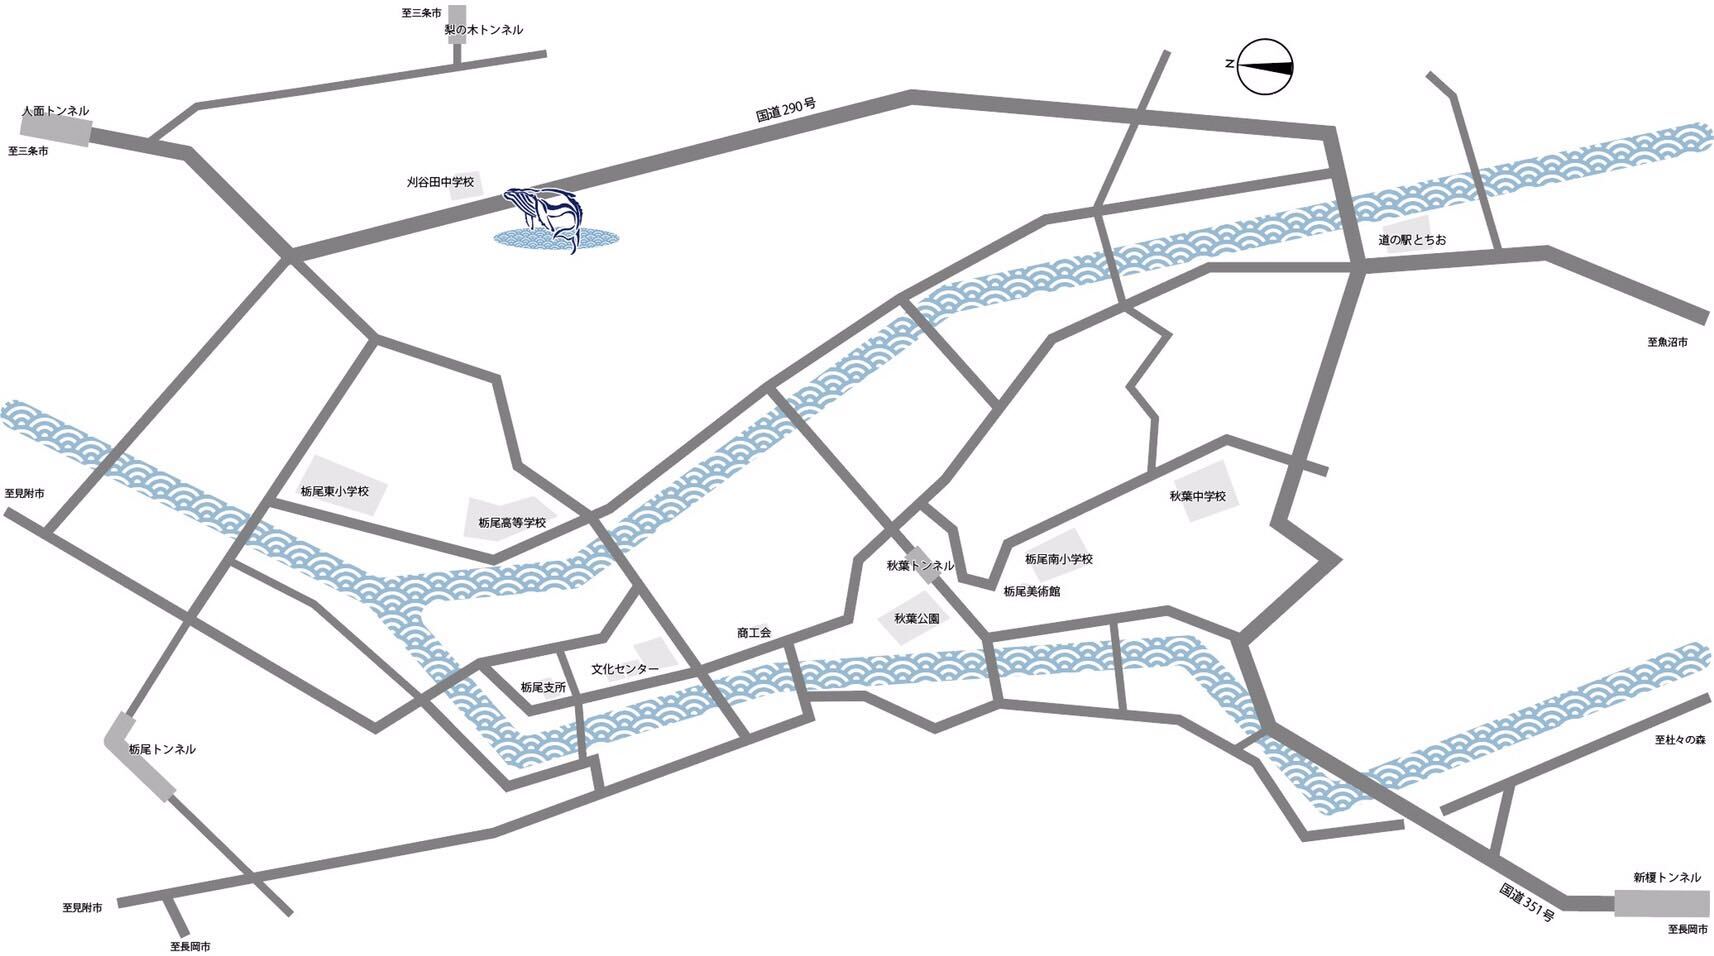 至三条市
梨の木トンネル
人面トンネル
至三条市
N
国道290号
刈谷田中学校
道の駅とちお
至魚沼市
至見附市
栃尾東小学校
栃尾高等学校
秋葉中学校
秋葉トンネル
栃尾南小学校
栃尾美術館
秋葉公園
商工会
文化センター
栃尾支所
栃尾トンネル
至杜々の森
新榎トンネル
国道351号
至見附市
至長岡市
至長岡市